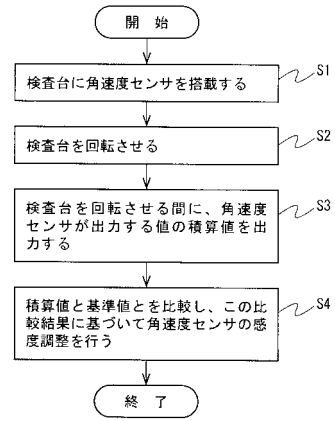 開 始
検査台に角速度センサを搭載する
S1
検査台を回転させる
S2
検査台を回転させる間に、角速度
センサが出力する値の積算値を出
力する
S3
積算値と基準値とを比較し、この比
較結果に基づいて角速度センサの感
度調整を行う
S4
終 了